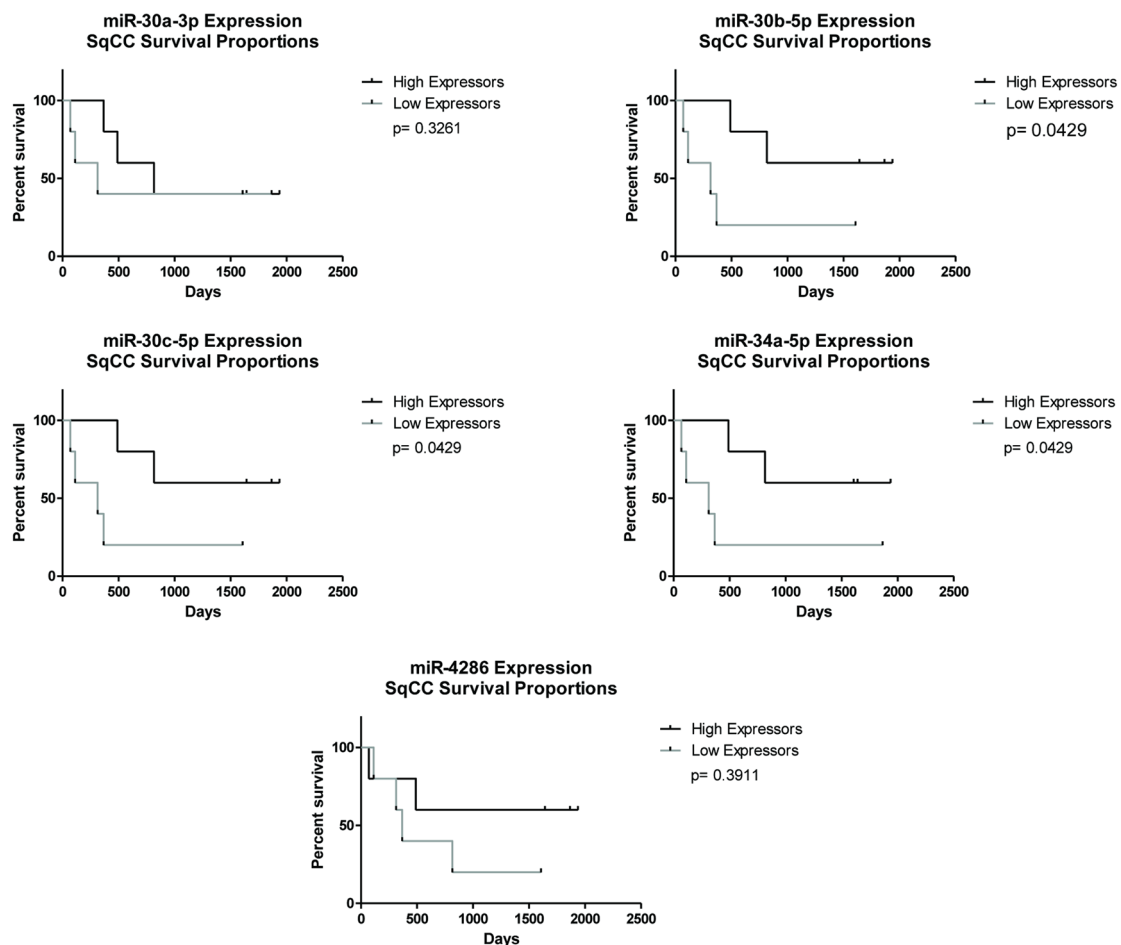 miR-30a-3p Expression
SqCC Survival Proportions
High Expressors
Low Expressors
p= 0.3261
Percent survival
100
50
0
0 500 1000 1500 2000 2500
Days
miR-30b-5p Expression
SqCC Survival Proportions
High Expressors
Low Expressors
p= 0.0429
Percent survival
100
50
0
0 500 1000 1500 2000 2500
Days
miR-30c-5p Expression
SqCC Survival Proportions
High Expressors
Low Expressors
p= 0.0429
Percent survival
100
50
0
0 500 1000 1500 2000 2500
Days
miR-34a-5p Expression
SqCC Survival Proportions
High Expressors
Low Expressors
p= 0.0429
Percent survival
100
50
0
0 500 1000 1500 2000 2500
Days
miR-4286 Expression
SqCC Survival Proportions
High Expressors
Low Expressors
p= 0.3911
Percent survival
100
50
0
0 500 1000 1500 2000 2500
Days